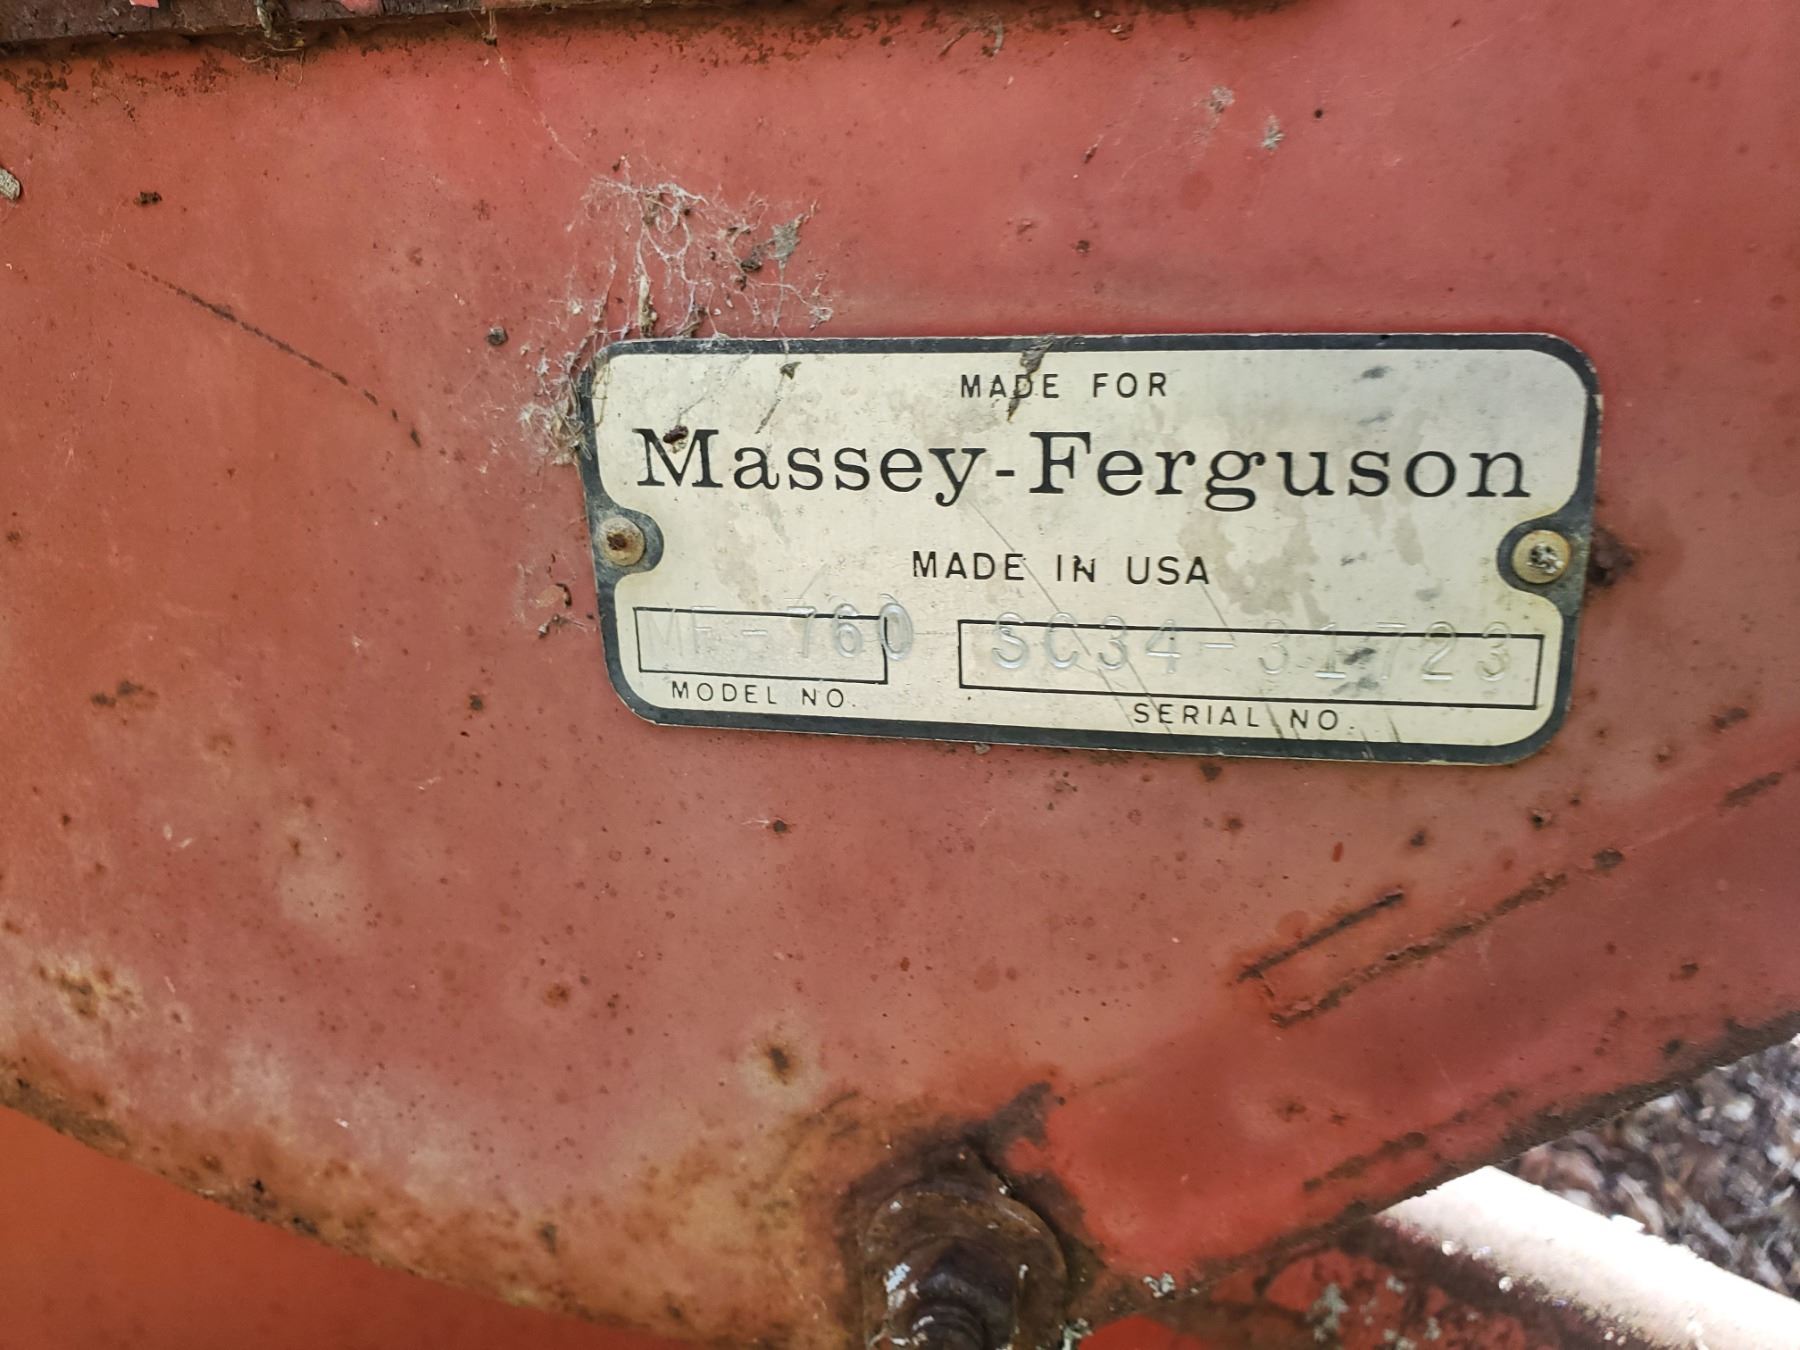 MADE FOR
Massey-Ferguson
MADE IN USA
MF-760 SC34-31723
MODEL NO. SERIAL NO.